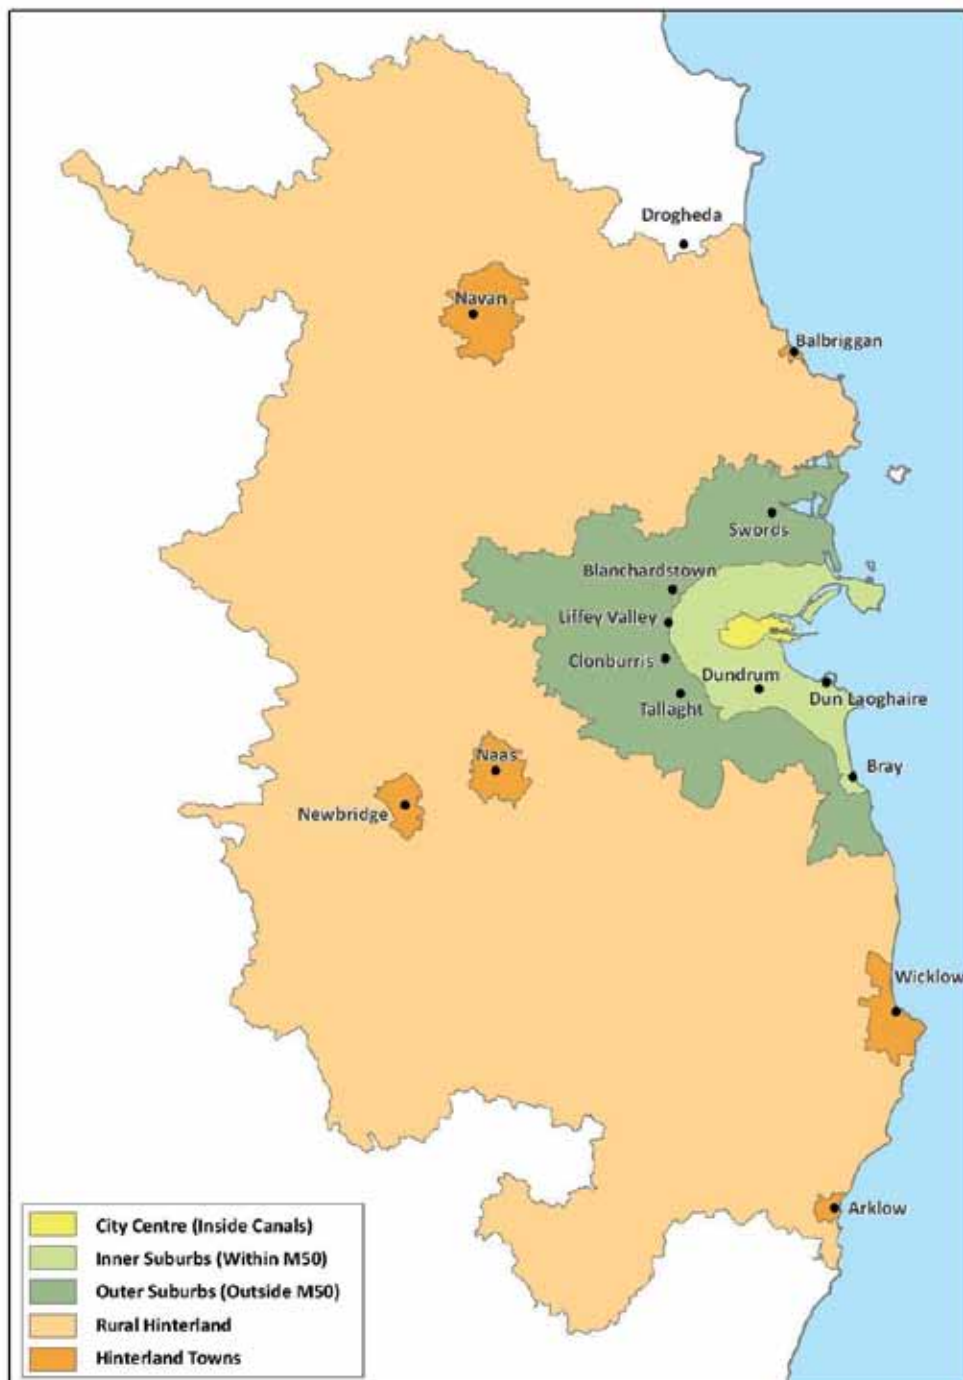 Drogheda
Navan
Balbriggan
Swords
Blanchardstown
Liffey Valley
Clonburris
Dundrum
Tallaght
Dun Laoghaire
Naas
Bray
Newbridge
Wicklow
Arklow
City Centre (Inside Canals)
Inner Suburbs (Within M50)
Outer Suburbs (Outside M50)
Rural Hinterland
Hinterland Towns